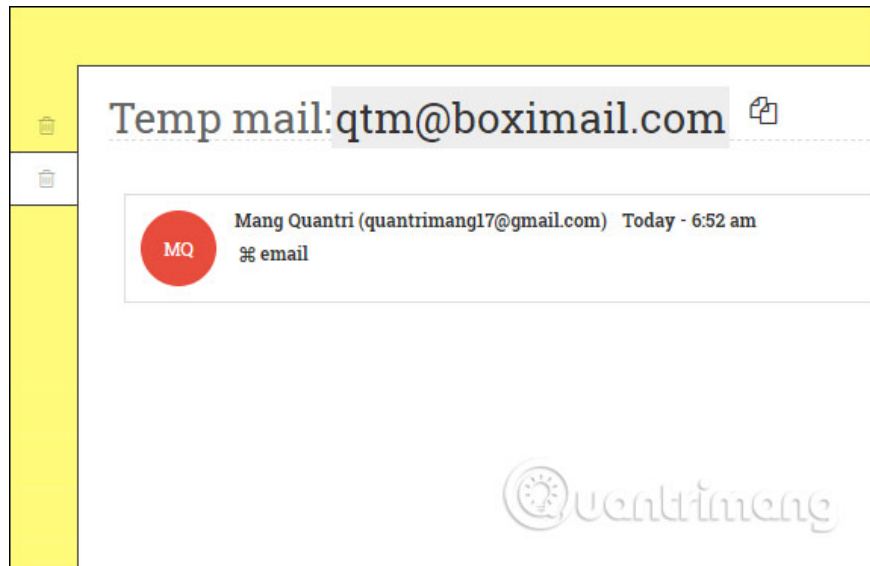 Temp mail:qtm@boximail.com
Mang Quantri (quantrimang17@gmail.com) Today - 6:52 am
MQ
⌘ email
Quantrimang